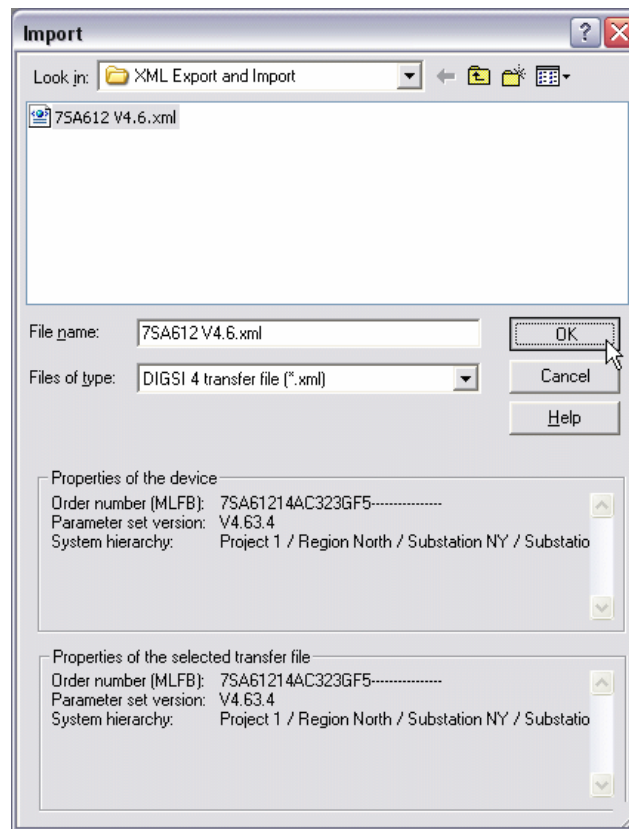 Import
Look in: XML Export and Import
7SA612 V4.6.xml
File name: 7SA612 V4.6.xml
OK
Files of type: DIGSI 4 transfer file (*.xml)
Cancel
Help
Properties of the device
Order number (MLFB): 7SA61214AC323GF5---------------
Parameter set version: V4.63.4
System hierarchy: Project 1 / Region North / Substation NY / Substatio
Properties of the selected transfer file
Order number (MLFB): 7SA61214AC323GF5---------------
Parameter set version: V4.63.4
System hierarchy: Project 1 / Region North / Substation NY / Substatio